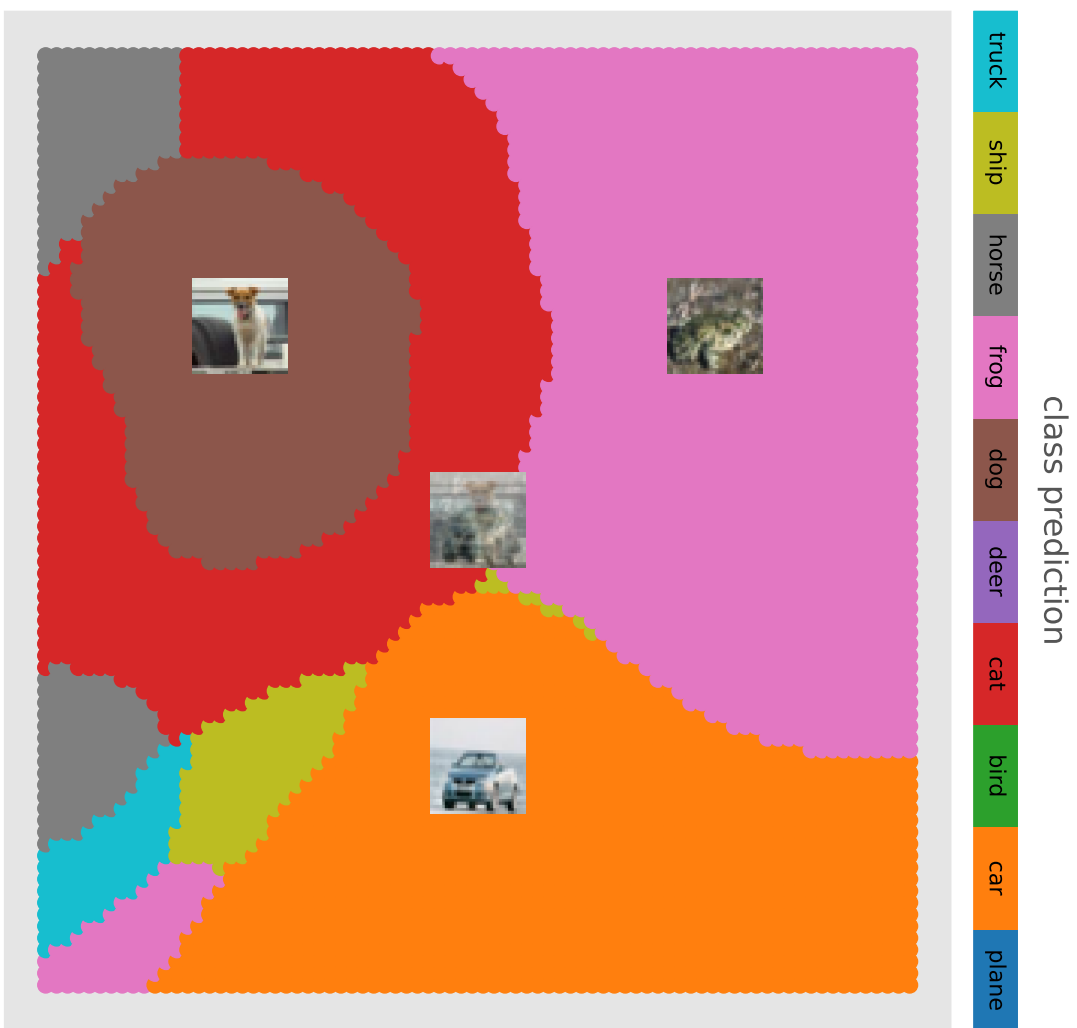 truck
ship
horse
frog
dog
deer
cat
bird
car
plane
class prediction